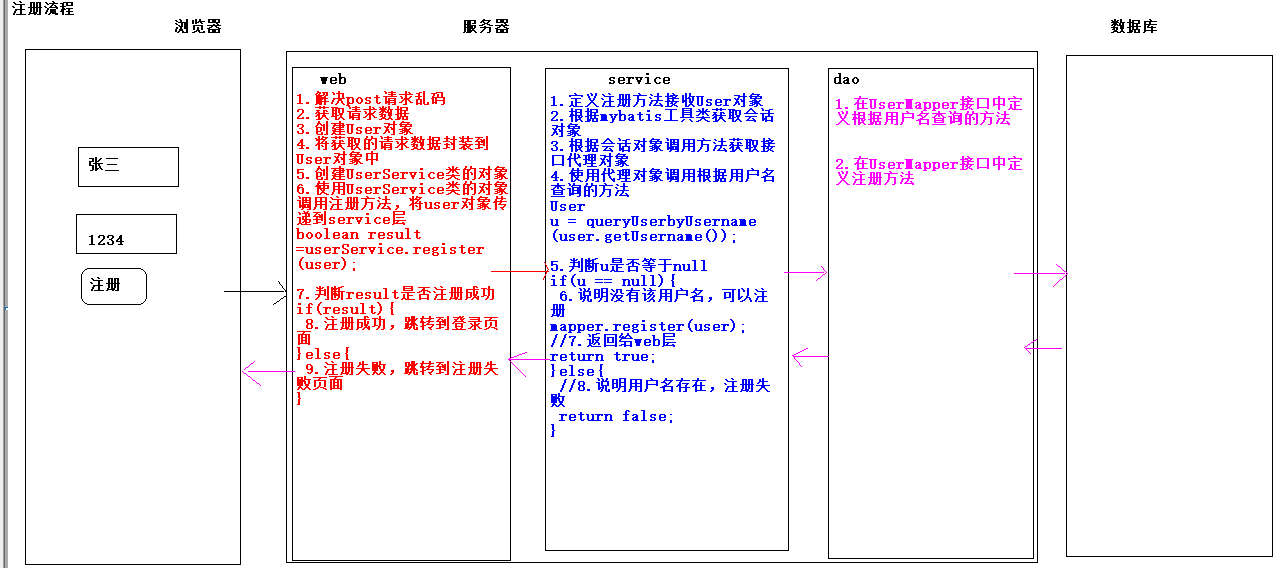 注册流程
浏览器
服务器
数据库
张三
1234
注册
web
1.解决post请求乱码
2.获取请求数据
3.创建User对象
4.将获取的请求数据封装到
User对象中
5.创建UserService类的对象
6.使用UserService类的对象
调用注册方法，将user对象传
递到service层
boolean result
=userService.register
(user);
7.判断result是否注册成功
if(result){
8.注册成功，跳转到登录页
面
}else{
9.注册失败，跳转到注册失
败页面
}
service
1.定义注册方法接收User对象
2.根据mybatis工具类获取会话
对象
3.根据会话对象调用方法获取接
口代理对象
4.使用代理对象调用根据用户名
查询的方法
User
u = queryUserbyUsername
(user.getUsername());
5.判断u是否等于null
if(u == null){
6.说明没有该用户名，可以注
册
mapper.register(user);
//7.返回给web层
return true;
}else{
//8.说明用户名存在，注册失
败
return false;
}
dao
1.在UserMapper接口中定
义根据用户名查询的方法
2.在UserMapper接口中定
义注册方法